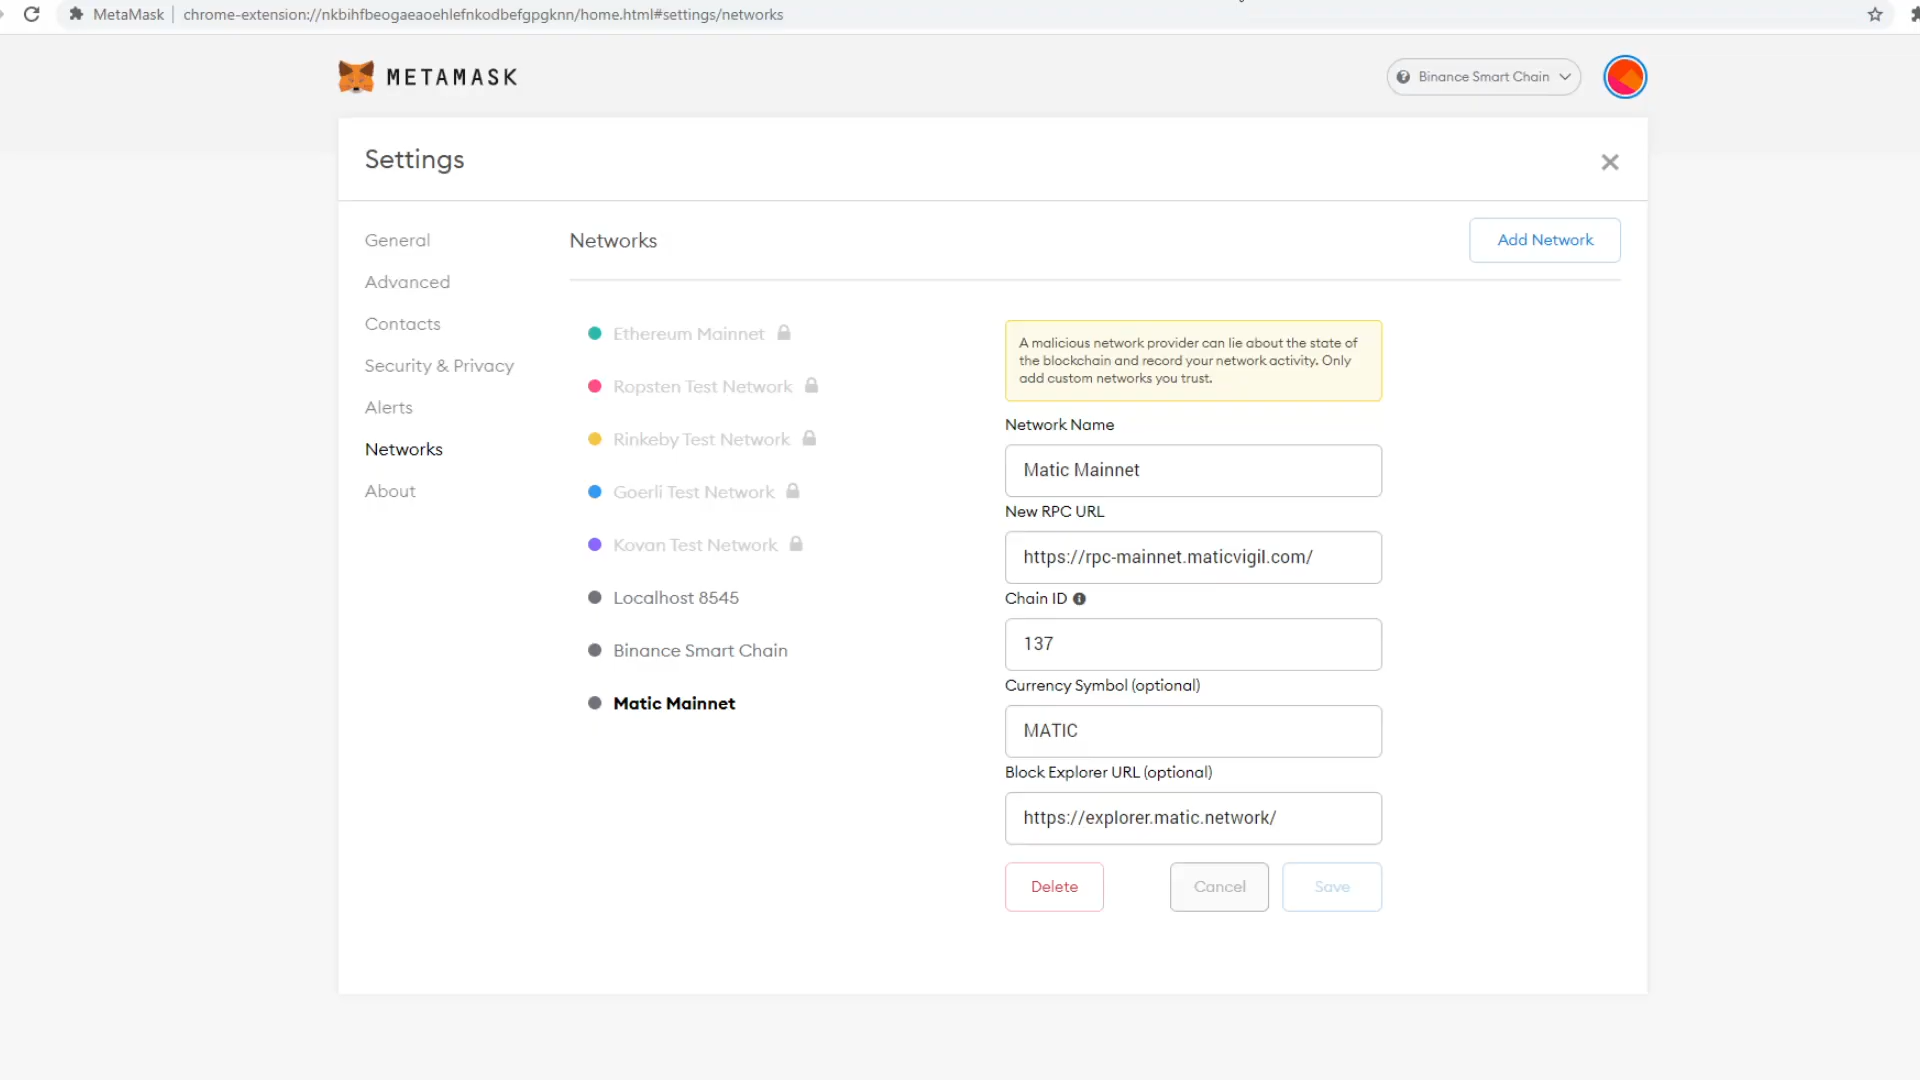 MetaMask
chrome-extension://nkbihfbeogaeaoehlefnkodbefgpgknn/home.html#settings/networks
METAMASK
Binance Smart Chain
Settings
General
Advanced
Contacts
Security & Privacy
Alerts
Networks
About
Networks
Add Network
Ethereum Mainnet
Ropsten Test Network
Rinkeby Test Network
Goerli Test Network
Kovan Test Network
Localhost 8545
Binance Smart Chain
Matic Mainnet
A malicious network provider can lie about the state of
the blockchain and record your network activity. Only
add custom networks you trust.
Network Name
Matic Mainnet
New RPC URL
https://rpc-mainnet.maticvigil.com/
Chain ID
137
Currency Symbol (optional)
MATIC
Block Explorer URL (optional)
https://explorer.matic.network/
Delete
Cancel
Save